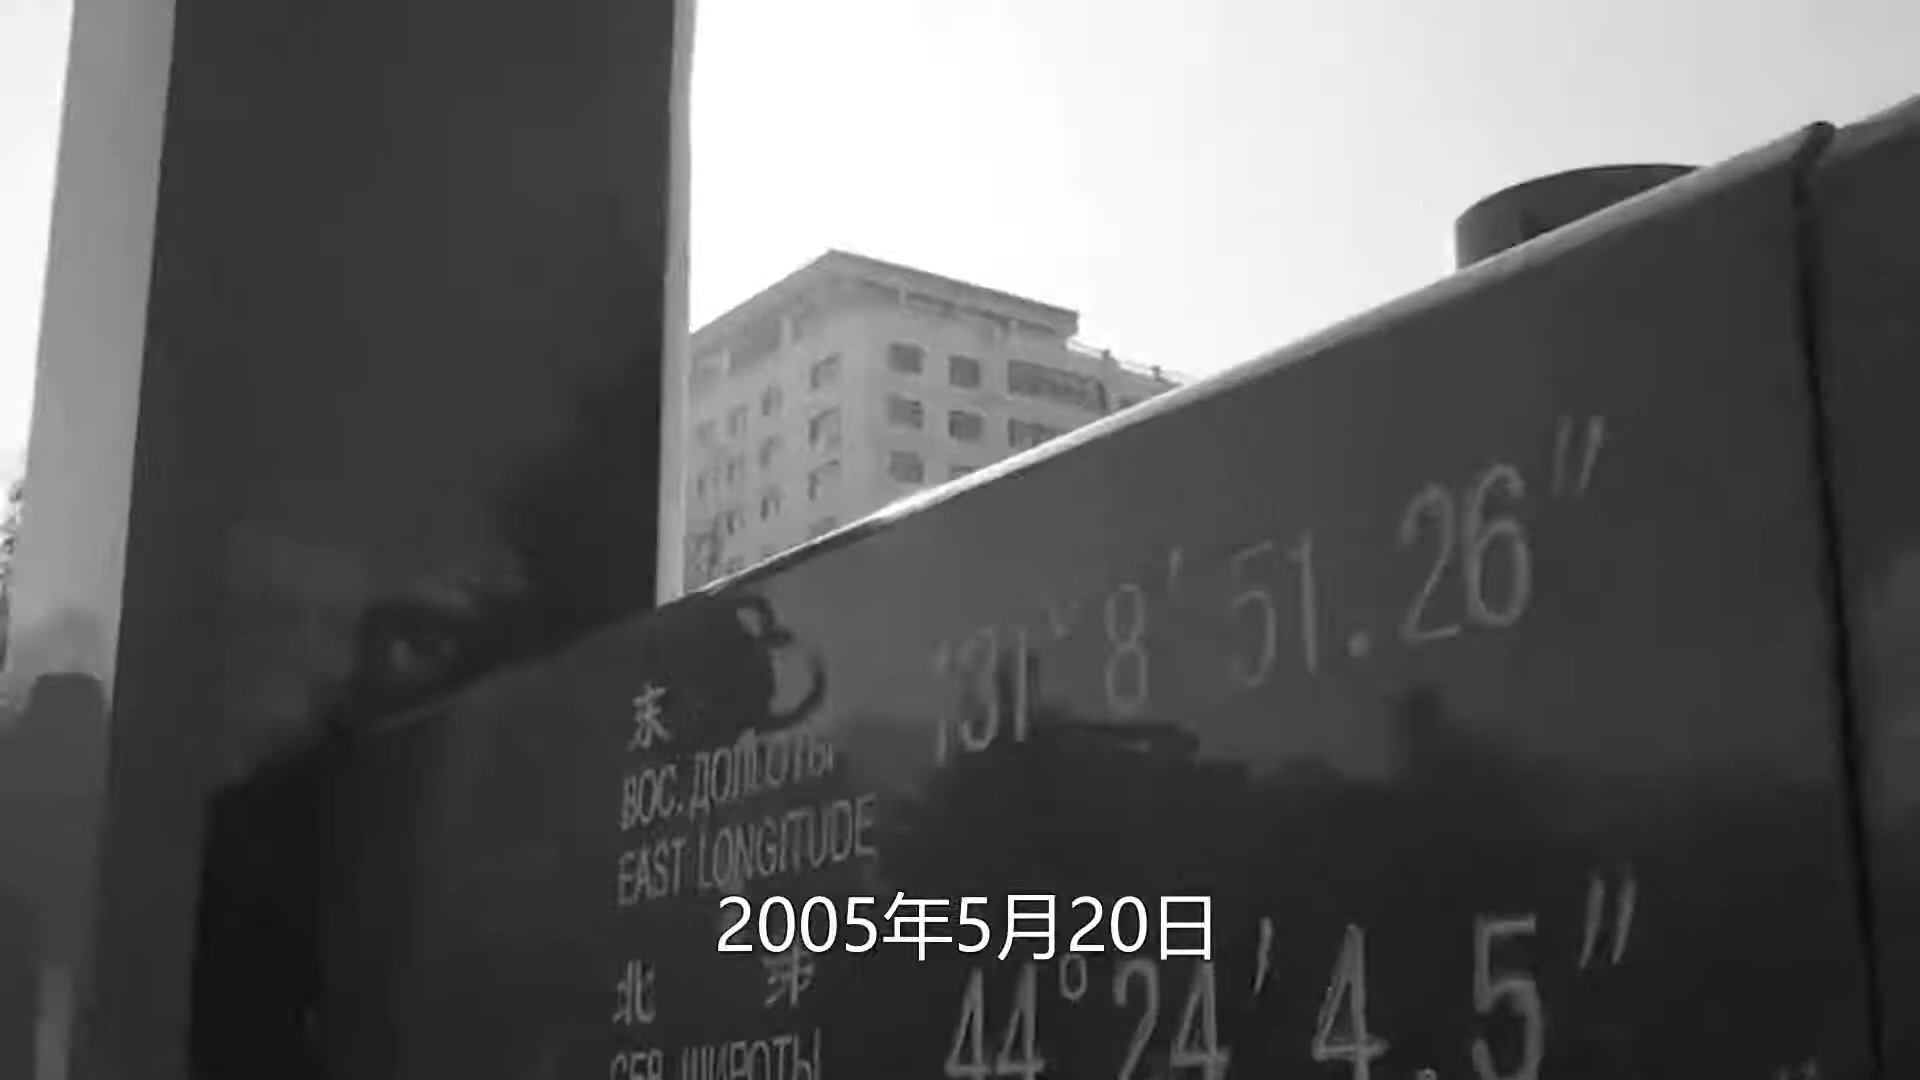 东 131°8′51.26″
ВОС. ДОЛГОТЫ
EAST LONGITUDE
2005年5月20日
北 纬 44°24′4.5″
СЕВ. ШИРОТЫ